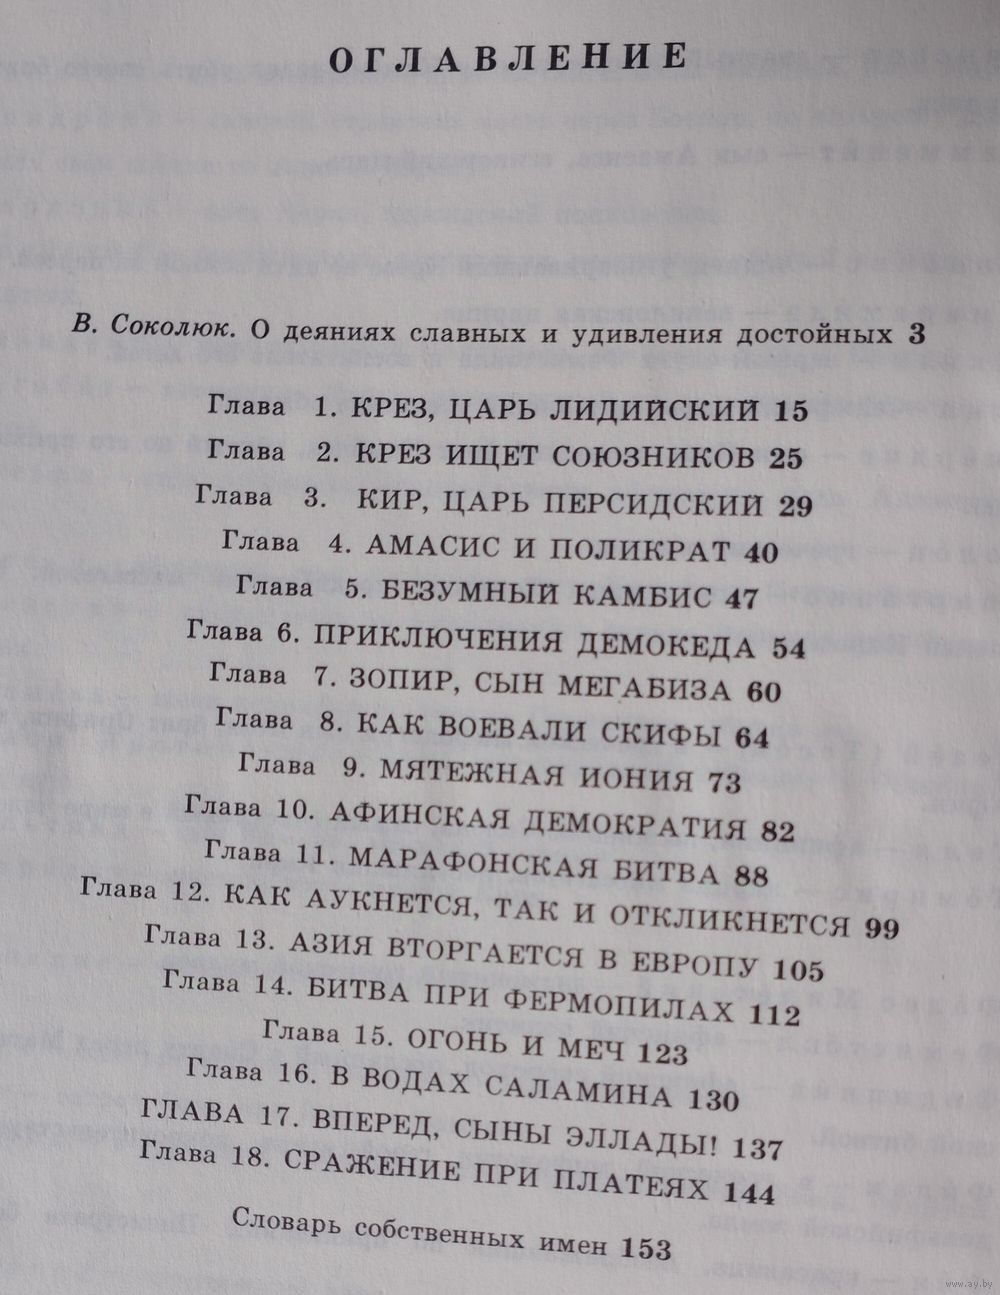 ОГЛАВЛЕНИЕ
В. Соколюк. О деяниях славных и удивления достойных 3
Глава 1. КРЕЗ, ЦАРЬ ЛИДИЙСКИЙ 15
Глава 2. КРЕЗ ИЩЕТ СОЮЗНИКОВ 25
Глава 3. КИР, ЦАРЬ ПЕРСИДСКИЙ 29
Глава 4. АМАСИС И ПОЛИКРАТ 40
Глава 5. БЕЗУМНЫЙ КАМБИС 47
Глава 6. ПРИКЛЮЧЕНИЯ ДЕМОКЕДА 54
Глава 7. ЗОПИР, СЫН МЕГАБИЗА 60
Глава 8. КАК ВОЕВАЛИ СКИФЫ 64
Глава 9. МЯТЕЖНАЯ ИОНИЯ 73
Глава 10. АФИНСКАЯ ДЕМОКРАТИЯ 82
Глава 11. МАРАФОНСКАЯ БИТВА 88
Глава 12. КАК АУКНЕТСЯ, ТАК И ОТКЛИКНЕТСЯ 99
Глава 13. АЗИЯ ВТОРГАЕТСЯ В ЕВРОПУ 105
Глава 14. БИТВА ПРИ ФЕРМОПИЛАХ 112
Глава 15. ОГОНЬ И МЕЧ 123
Глава 16. В ВОДАХ САЛАМИНА 130
ГЛАВА 17. ВПЕРЕД, СЫНЫ ЭЛЛАДЫ! 137
Глава 18. СРАЖЕНИЕ ПРИ ПЛАТЕЯХ 144
Словарь собственных имен 153
www.ay.by